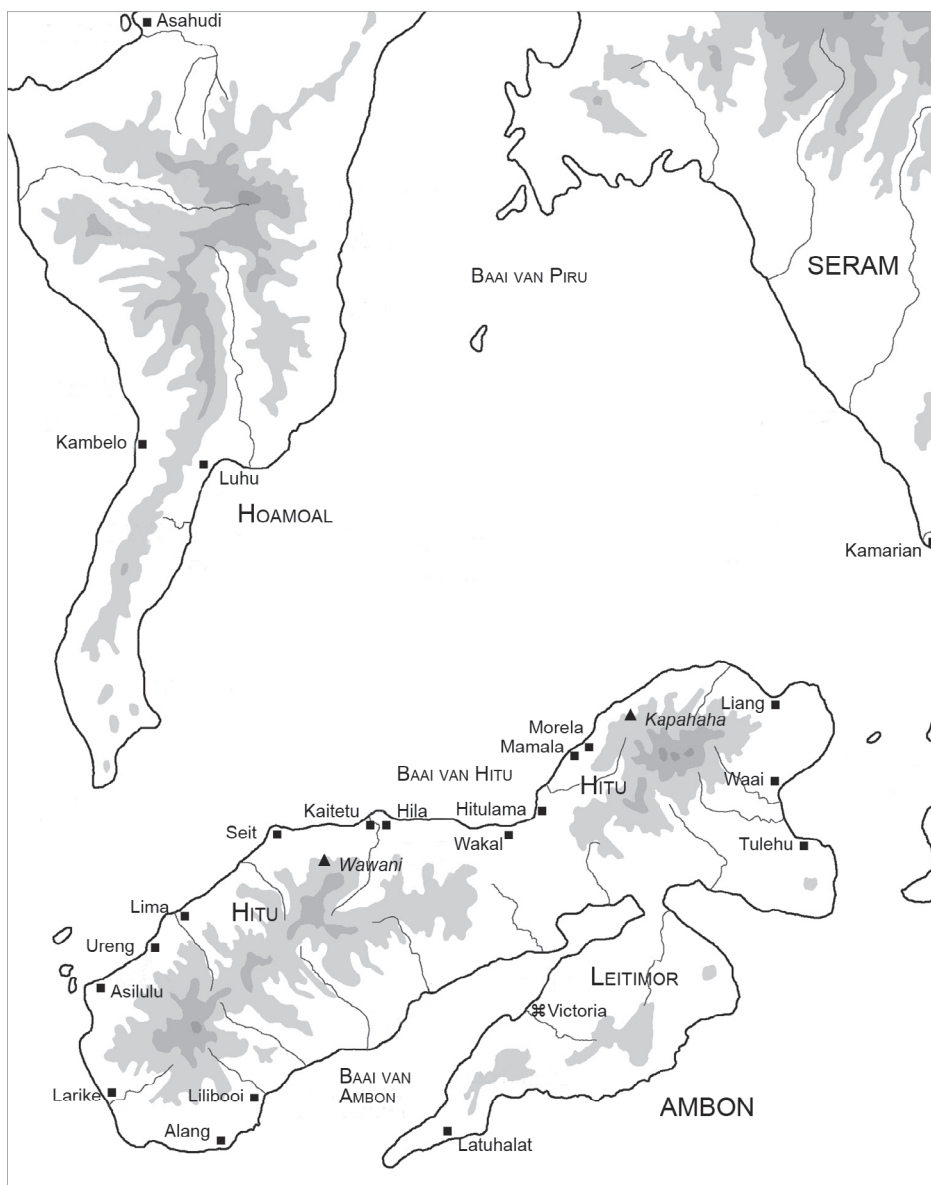 Asahudi
SERAM
BAAI VAN PIRU
Kambelo
Luhu
HOAMOAL
Kamarian
Liang
Kapahaha
Morela
Mamala
BAAI VAN HITU
HITU
Waai
Kaitetu
Hila
Hitulama
Seit
Wakal
Tulehu
Wawani
Lima
HITU
Ureng
LEITIMOR
Asilulu
Victoria
BAAI VAN
AMBON
Larike
Lilibooi
AMBON
Alang
Latuhalat